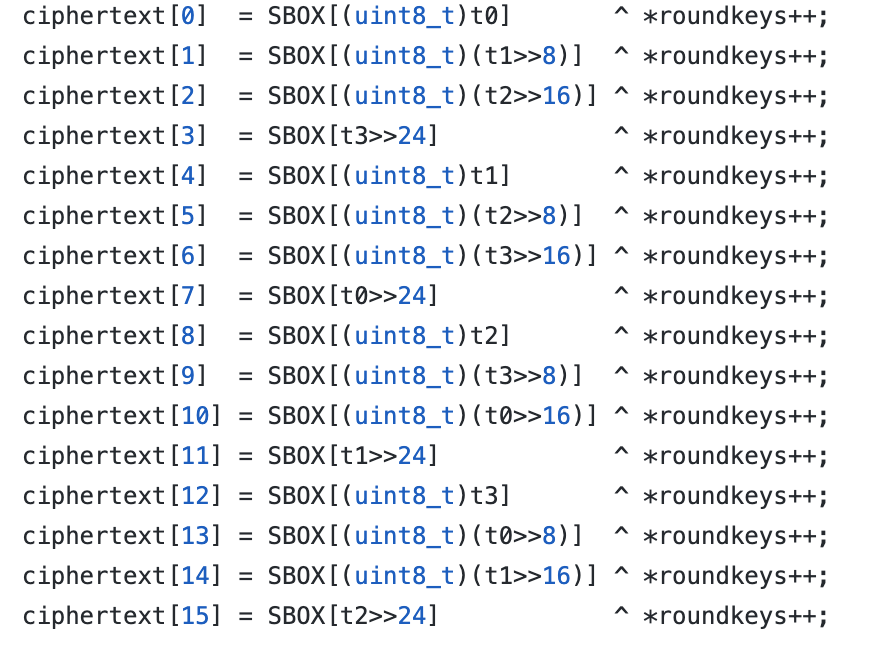 ciphertext[0]  = SBOX[(uint8_t)t0]       ^ *roundkeys++;
ciphertext[1]  = SBOX[(uint8_t)(t1>>8)]  ^ *roundkeys++;
ciphertext[2]  = SBOX[(uint8_t)(t2>>16)] ^ *roundkeys++;
ciphertext[3]  = SBOX[t3>>24]            ^ *roundkeys++;
ciphertext[4]  = SBOX[(uint8_t)t1]       ^ *roundkeys++;
ciphertext[5]  = SBOX[(uint8_t)(t2>>8)]  ^ *roundkeys++;
ciphertext[6]  = SBOX[(uint8_t)(t3>>16)] ^ *roundkeys++;
ciphertext[7]  = SBOX[t0>>24]            ^ *roundkeys++;
ciphertext[8]  = SBOX[(uint8_t)t2]       ^ *roundkeys++;
ciphertext[9]  = SBOX[(uint8_t)(t3>>8)]  ^ *roundkeys++;
ciphertext[10] = SBOX[(uint8_t)(t0>>16)] ^ *roundkeys++;
ciphertext[11] = SBOX[t1>>24]            ^ *roundkeys++;
ciphertext[12] = SBOX[(uint8_t)t3]       ^ *roundkeys++;
ciphertext[13] = SBOX[(uint8_t)(t0>>8)]  ^ *roundkeys++;
ciphertext[14] = SBOX[(uint8_t)(t1>>16)] ^ *roundkeys++;
ciphertext[15] = SBOX[t2>>24]            ^ *roundkeys++;